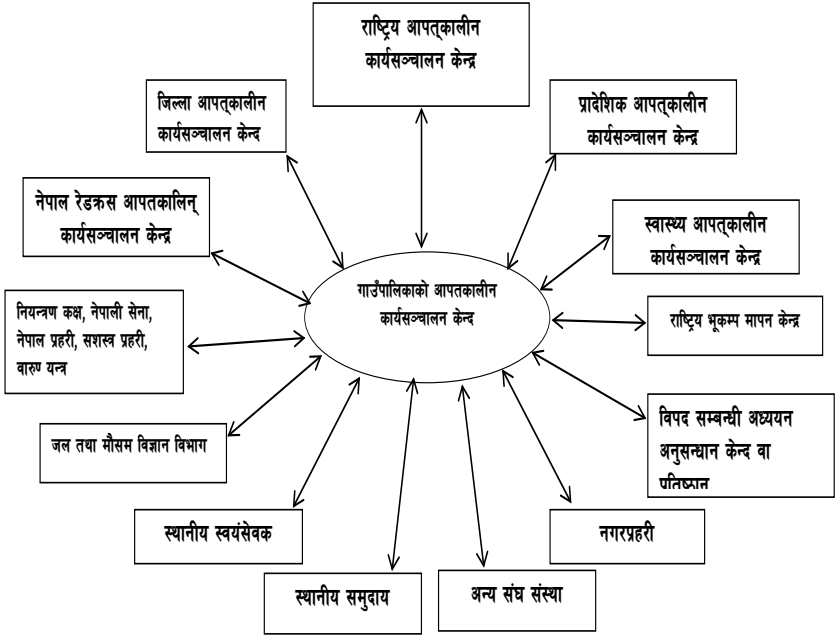 राष्ट्रिय आपत्कालीन
कार्यसञ्चालन केन्द्र
जिल्ला आपत्कालीन
कार्यसञ्चालन केन्द
प्रादेशिक आपत्कालीन
कार्यसञ्चालन केन्द्र
नेपाल रेडक्रस आपतकालिन्
कार्यसञ्चालन केन्द्र
स्वास्थ्य आपत्कालीन
कार्यसञ्चालन केन्द्र
गाउँपालिकाको आपतकालीन
कार्यसञ्चालन केन्द
नियन्त्रण कक्ष, नेपाली सेना,
नेपाल प्रहरी, सशस्त्र प्रहरी,
वारुण यन्त्र
राष्ट्रिय भूकम्प मापन केन्द्र
जल तथा मौसम विज्ञान विभाग
विपद सम्बन्धी अध्ययन
अनुसन्धान केन्द वा
प्रतिष्ठान
स्थानीय स्वयंसेवक
नगरप्रहरी
स्थानीय समुदाय
अन्य संघ संस्था